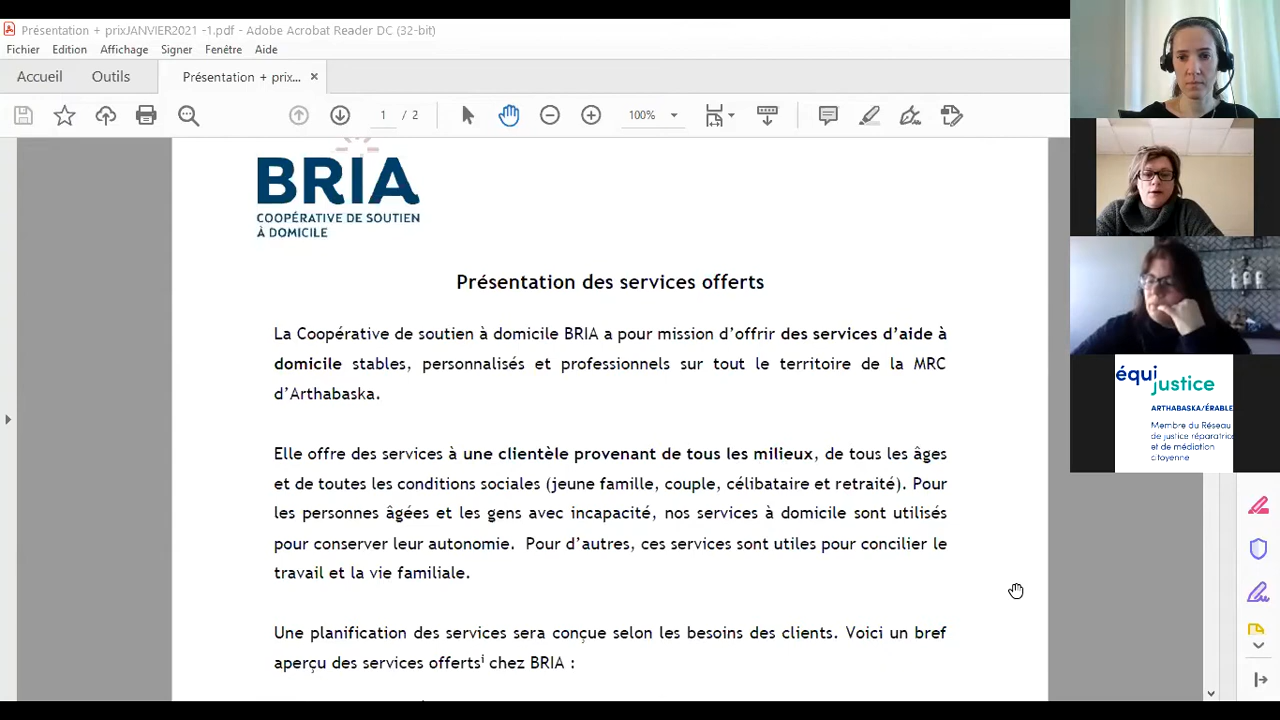 Présentation + prixJANVIER2021 -1.pdf - Adobe Acrobat Reader DC (32-bit)
Fichier Edition Affichage Signer Fenêtre Aide
Accueil Outils Présentation + prix... ×
1 / 2 100%
BRIA
COOPÉRATIVE DE SOUTIEN
À DOMICILE
Présentation des services offerts
La Coopérative de soutien à domicile BRIA a pour mission d'offrir des services d'aide à
domicile stables, personnalisés et professionnels sur tout le territoire de la MRC
d'Arthabaska.
Elle offre des services à une clientèle provenant de tous les milieux, de tous les âges
et de toutes les conditions sociales (jeune famille, couple, célibataire et retraité). Pour
les personnes âgées et les gens avec incapacité, nos services à domicile sont utilisés
pour conserver leur autonomie. Pour d'autres, ces services sont utiles pour concilier le
travail et la vie familiale.
Une planification des services sera conçue selon les besoins des clients. Voici un bref
aperçu des services offertsⁱ chez BRIA :
équi
justice
ARTHABASKA/ÉRABLE
Membre du Réseau
de justice réparatrice
et de médiation
citoyenne